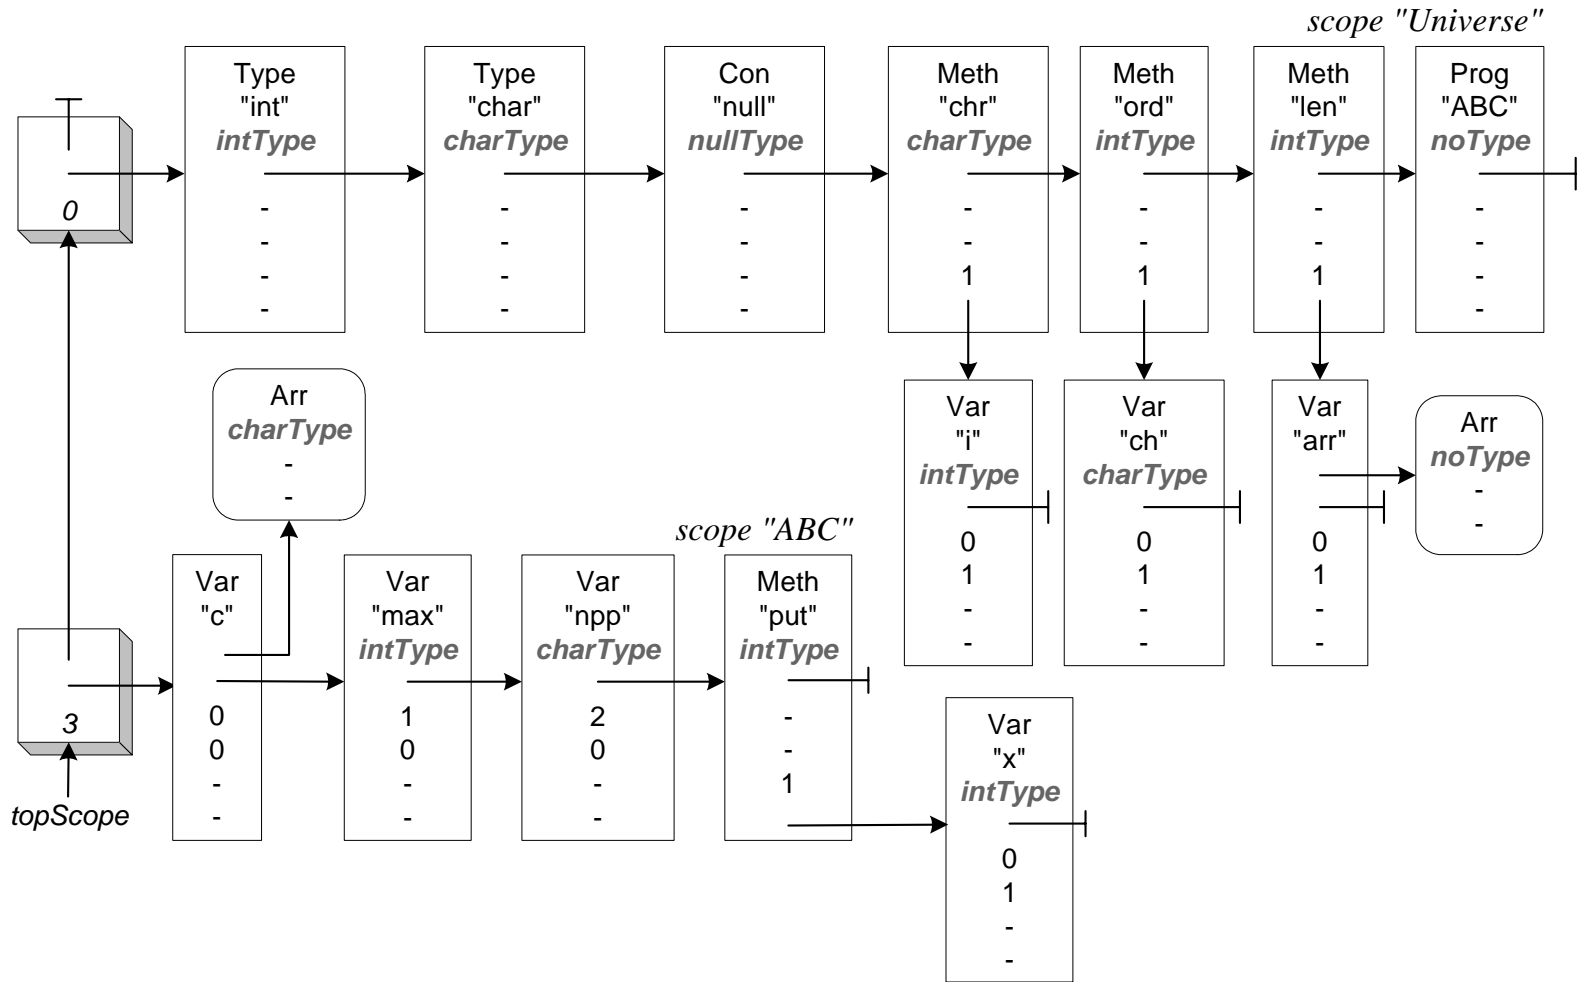 scope "Universe"
0
Type
"int"
intType
-
-
-
-
Type
"char"
charType
-
-
-
-
Con
"null"
nullType
-
-
-
-
Meth
"chr"
charType
-
-
1
Meth
"ord"
intType
-
-
1
Meth
"len"
intType
-
-
1
Prog
"ABC"
noType
-
-
-
-
Var
"i"
intType
0
1
-
-
Var
"ch"
charType
0
1
-
-
Var
"arr"
0
1
-
-
Arr
noType
-
-
Arr
charType
-
-
scope "ABC"
3
topScope
Var
"c"
0
0
-
-
Var
"max"
intType
1
0
-
-
Var
"npp"
charType
2
0
-
-
Meth
"put"
intType
-
-
1
Var
"x"
intType
0
1
-
-